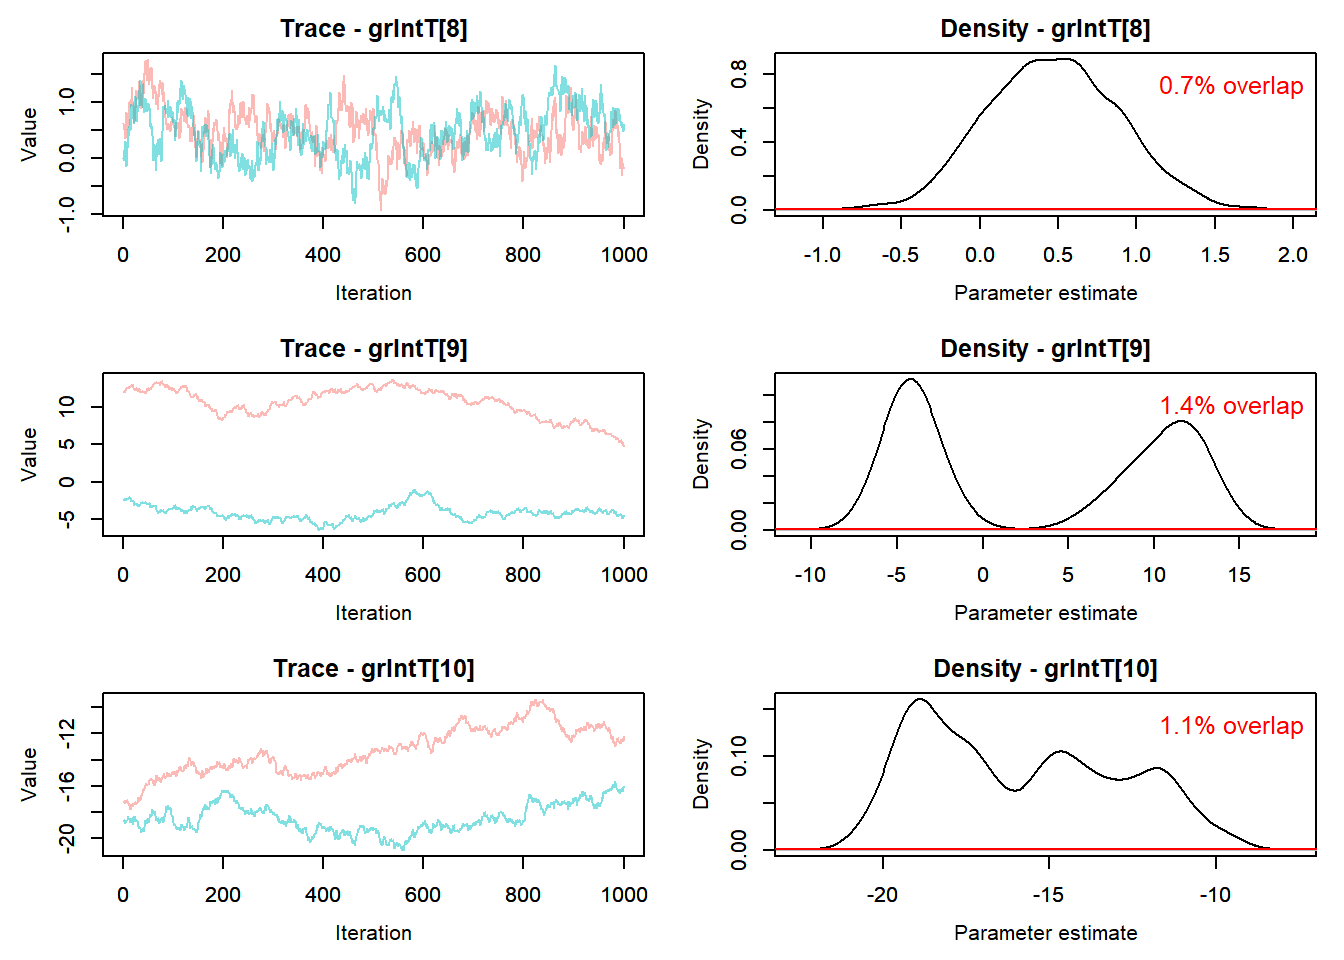 Trace - grIntT[8]
Value
-1.0 0.0 1.0
0 200 400 600 800 1000
Iteration
Density - grIntT[8]
0.7% overlap
Density
0.0 0.4 0.8
-1.0 -0.5 0.0 0.5 1.0 1.5 2.0
Parameter estimate
Trace - grIntT[9]
Value
-5 0 5 10
0 200 400 600 800 1000
Iteration
Density - grIntT[9]
1.4% overlap
Density
0.00 0.06
-10 -5 0 5 10 15
Parameter estimate
Trace - grIntT[10]
Value
-20 -16 -12
0 200 400 600 800 1000
Iteration
Density - grIntT[10]
1.1% overlap
Density
0.00 0.10
-20 -15 -10
Parameter estimate